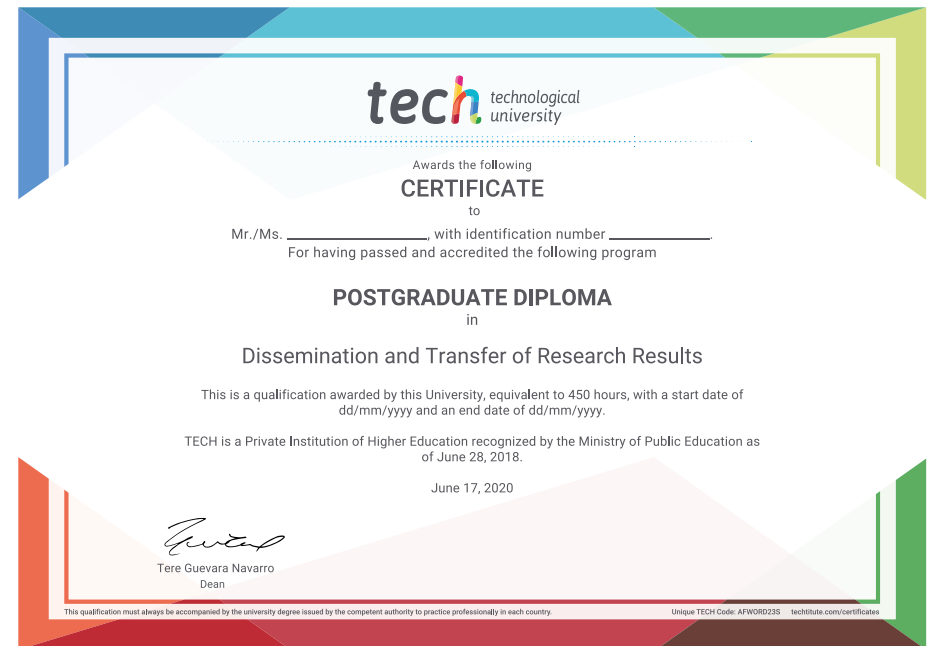 tech technological
university
Awards the following
CERTIFICATE
to
Mr./Ms. ____________________, with identification number ______________.
For having passed and accredited the following program
POSTGRADUATE DIPLOMA
in
Dissemination and Transfer of Research Results
This is a qualification awarded by this University, equivalent to 450 hours, with a start date of
dd/mm/yyyy and an end date of dd/mm/yyyy.
TECH is a Private Institution of Higher Education recognized by the Ministry of Public Education as
of June 28, 2018.
June 17, 2020
Tere Guevara Navarro
Dean
This qualification must always be accompanied by the university degree issued by the competent authority to practice professionally in each country.
Unique TECH Code: AFWORD23S techtitute.com/certificates